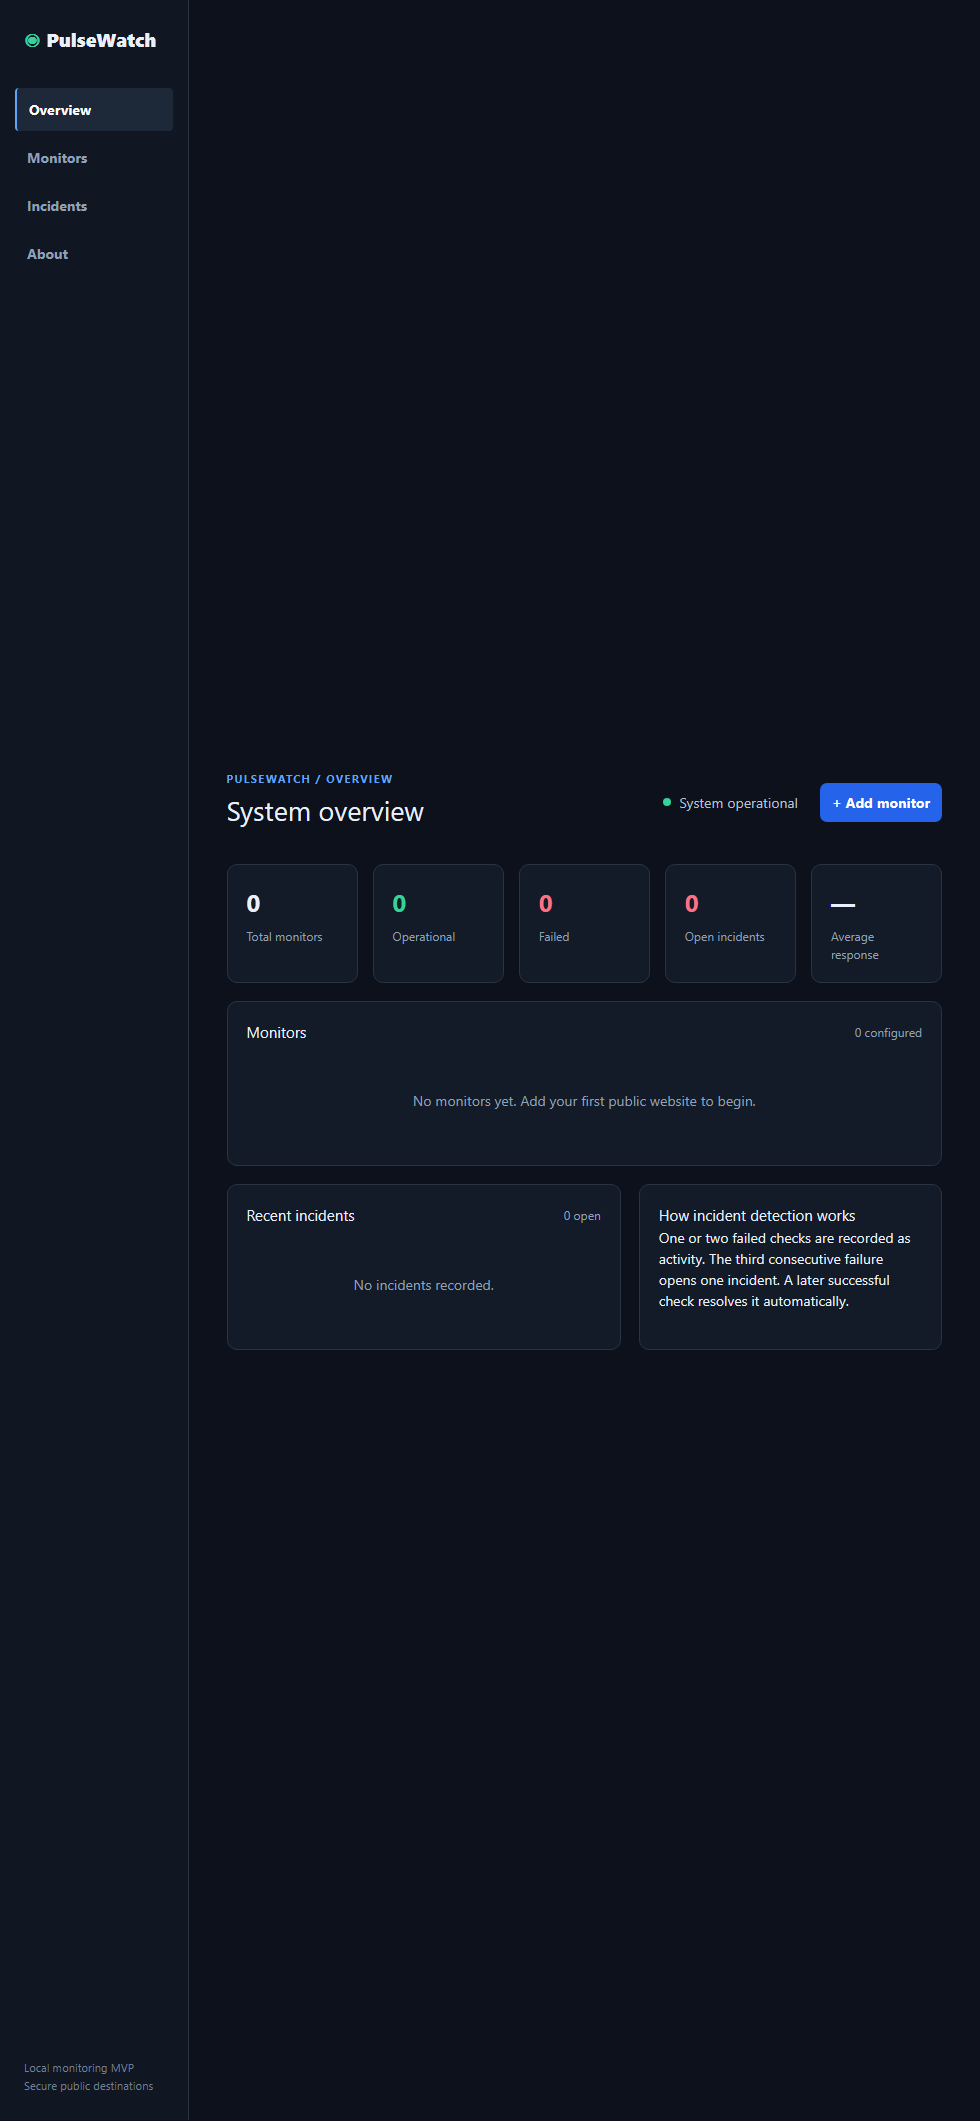 PulseWatch
Overview
Monitors
Incidents
About
PULSEWATCH / OVERVIEW
System overview
System operational
+ Add monitor
0
Total monitors
0
Operational
0
Failed
0
Open incidents
—
Average
response
Monitors
0 configured
No monitors yet. Add your first public website to begin.
Recent incidents
0 open
No incidents recorded.
How incident detection works
One or two failed checks are recorded as
activity. The third consecutive failure
opens one incident. A later successful
check resolves it automatically.
Local monitoring MVP
Secure public destinations